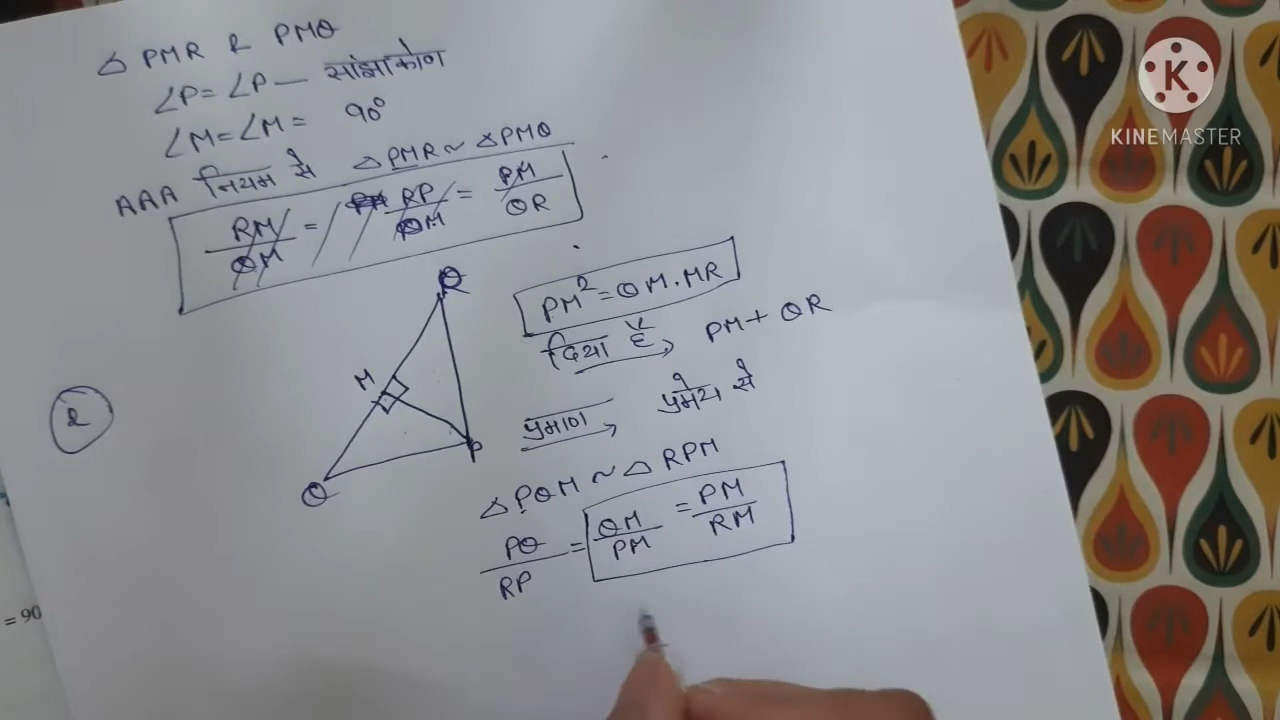 △ PMR & PMQ
∠P = ∠P — सांझाकोण
∠M = ∠M = 90°
AAA नियम से △PMR ~ △PMQ
RM/QM = RP/QM = PM/QR
R
M
P
Q
2
PM² = QM.MR
दिया है → PM + QR
प्रमाण → प्रमेय से
△PQM ~ △RPM
PQ/RP = QM/PM = PM/RM
= 90
K
KINEMASTER